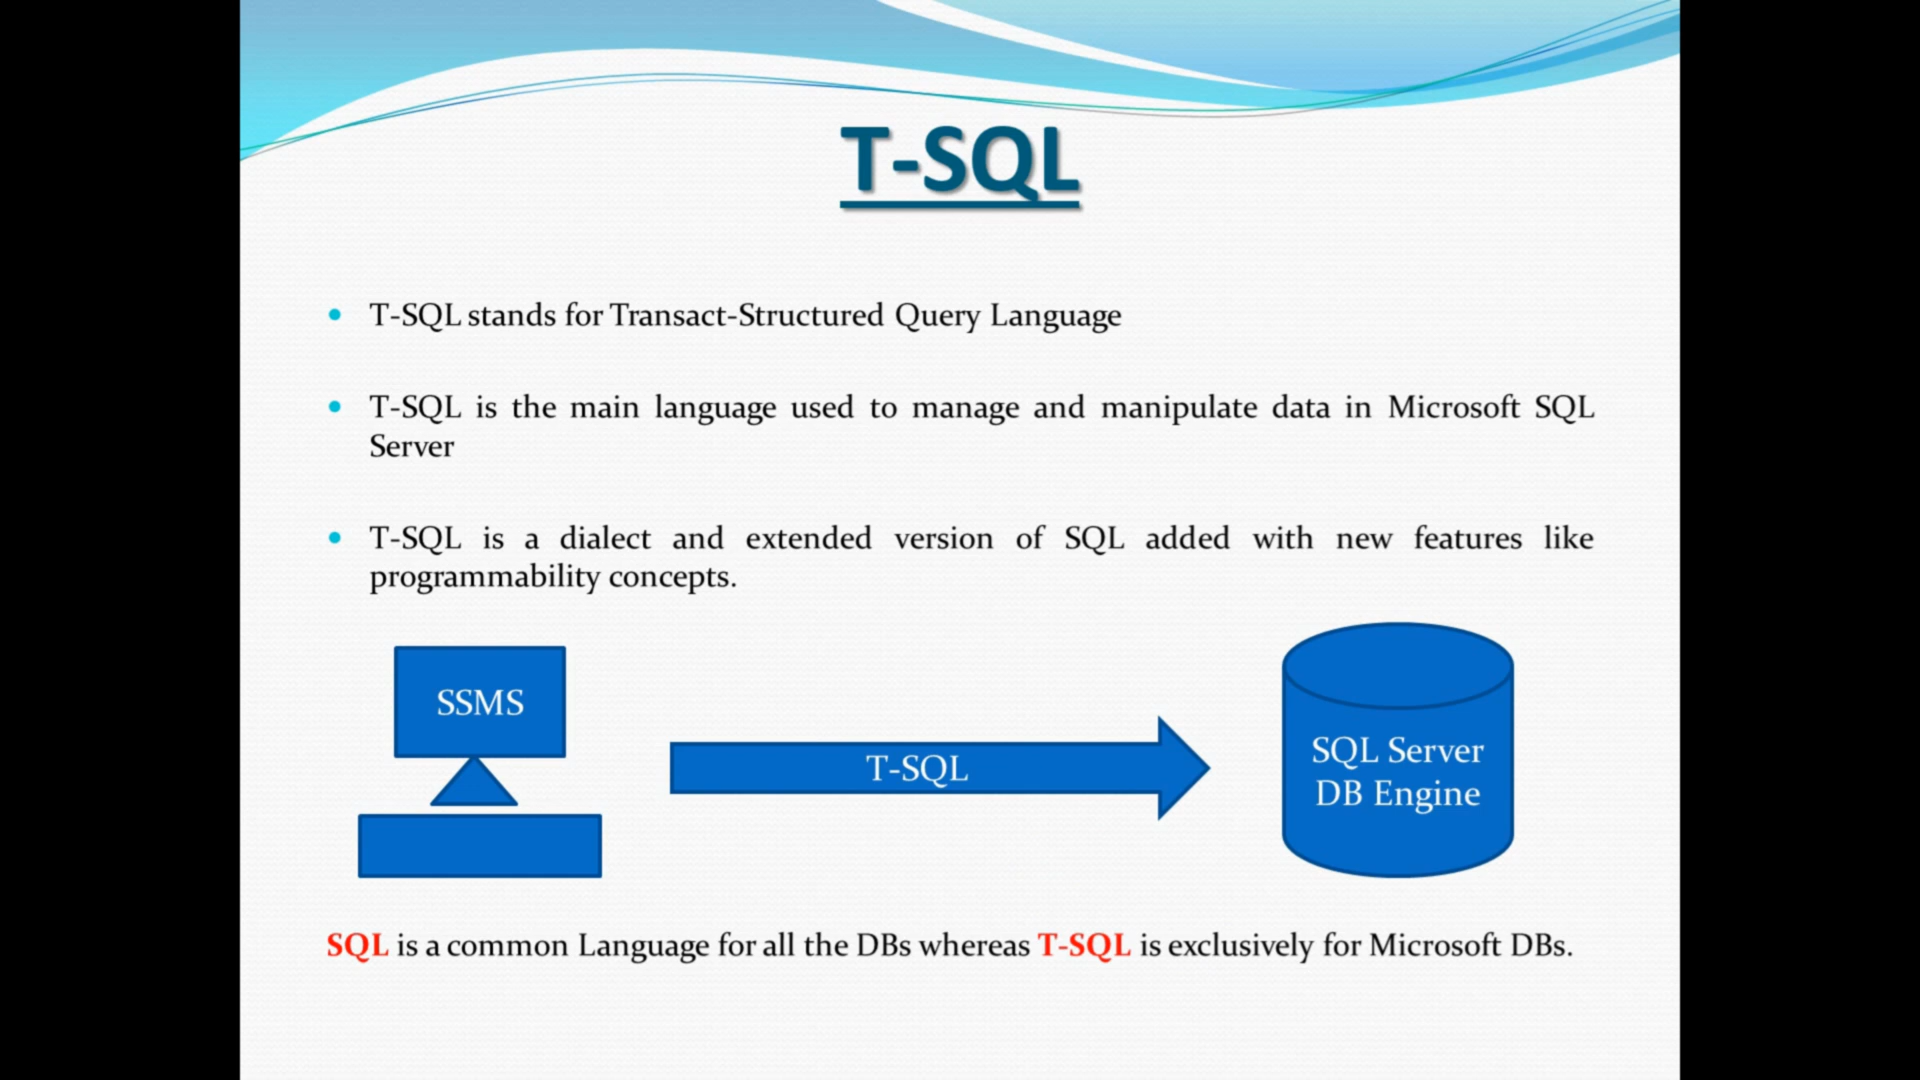 T-SQL
T-SQL stands for Transact-Structured Query Language
T-SQL is the main language used to manage and manipulate data in Microsoft SQL
Server
T-SQL is a dialect and extended version of SQL added with new features like
programmability concepts.
SSMS
T-SQL
SQL Server
DB Engine
SQL is a common Language for all the DBs whereas T-SQL is exclusively for Microsoft DBs.